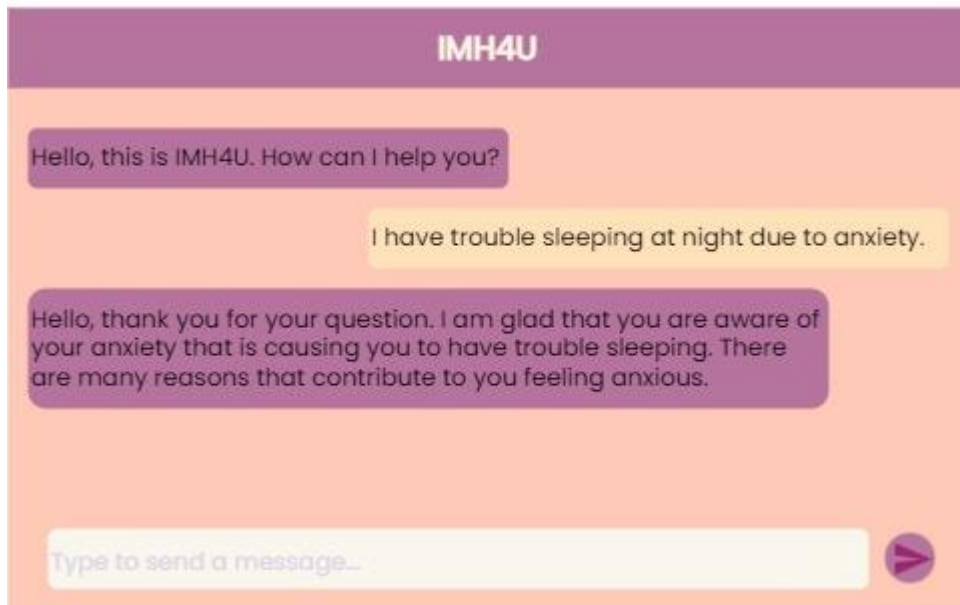 IMH4U
Hello, this is IMH4U. How can I help you?
I have trouble sleeping at night due to anxiety.
Hello, thank you for your question. I am glad that you are aware of
your anxiety that is causing you to have trouble sleeping. There
are many reasons that contribute to you feeling anxious.
Type to send a message...